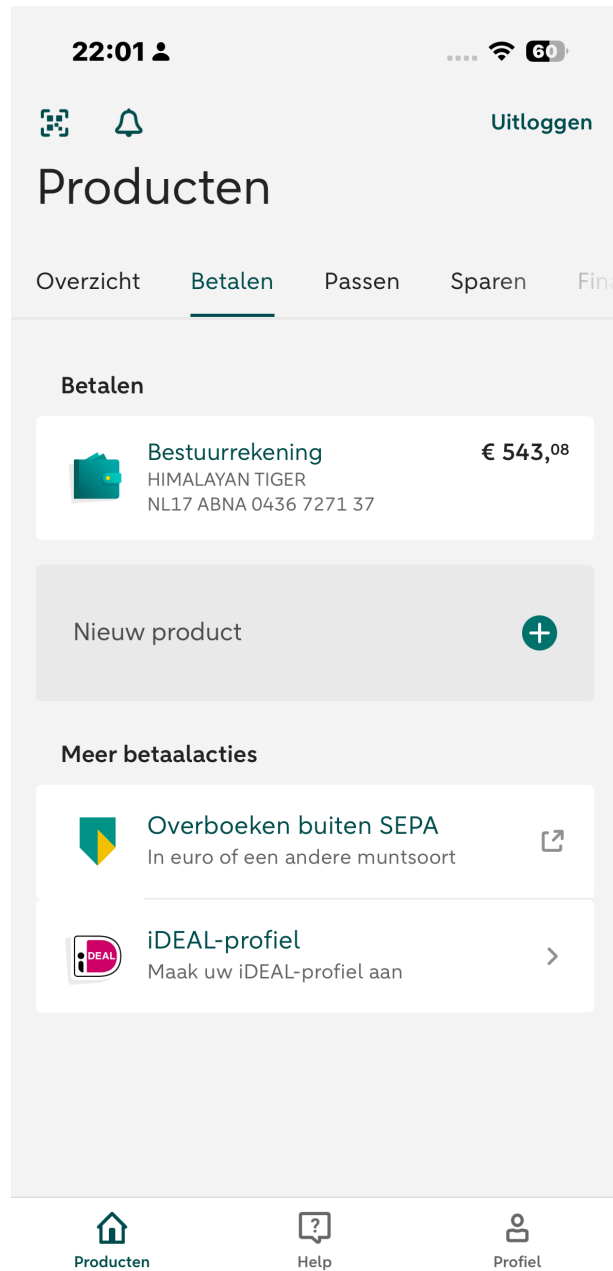 22:01
60
Uitloggen
Producten
Overzicht Betalen Passen Sparen Fin
Betalen
Bestuurrekening € 543,08
HIMALAYAN TIGER
NL17 ABNA 0436 7271 37
Nieuw product
Meer betaalacties
Overboeken buiten SEPA
In euro of een andere muntsoort
iDEAL-profiel
DEAL
Maak uw iDEAL-profiel aan
?
Producten Help Profiel